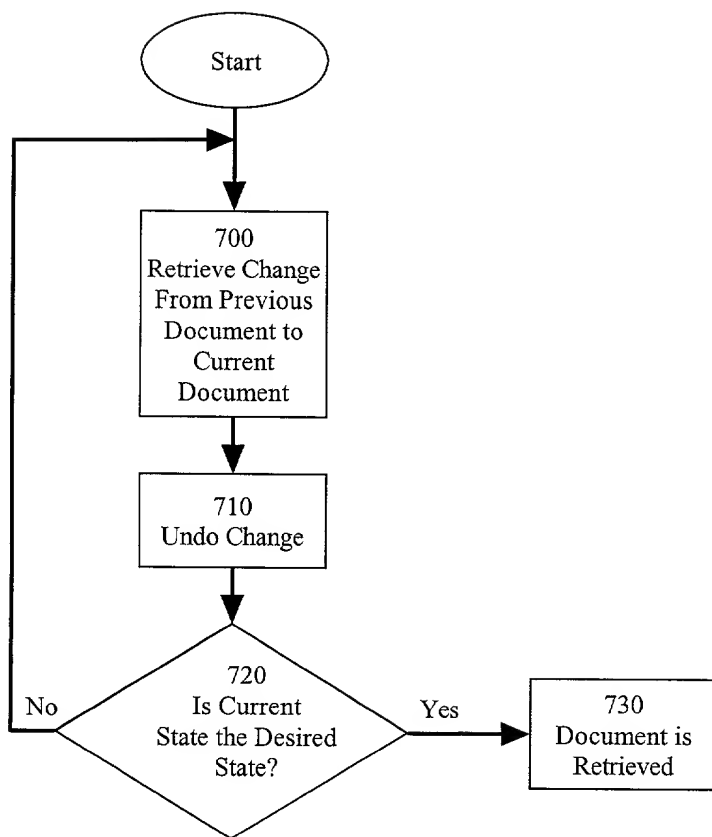 Start
700
Retrieve Change
From Previous
Document to
Current
Document
710
Undo Change
720
Is Current
State the Desired
State?
No
Yes
730
Document is
Retrieved